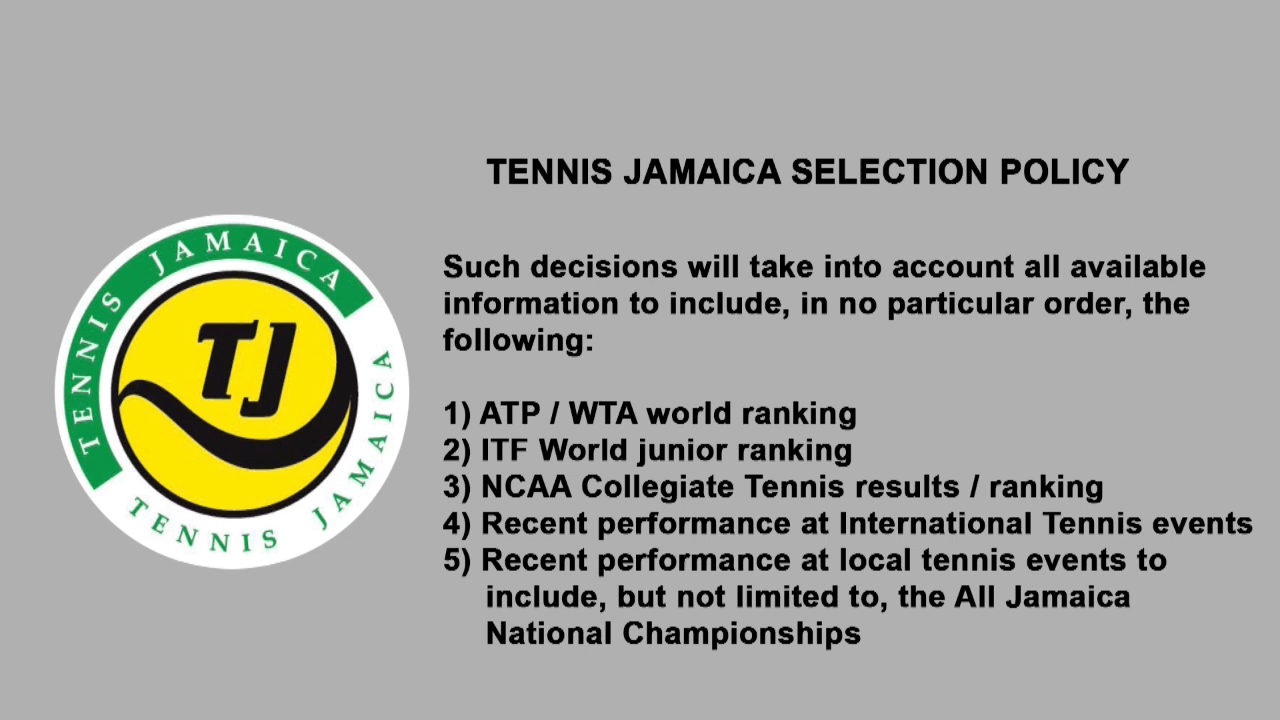 TENNIS JAMAICA SELECTION POLICY
TENNIS JAMAICA
TJ
TENNIS JAMAICA
Such decisions will take into account all available
information to include, in no particular order, the
following:
1) ATP / WTA world ranking
2) ITF World junior ranking
3) NCAA Collegiate Tennis results / ranking
4) Recent performance at International Tennis events
5) Recent performance at local tennis events to
include, but not limited to, the All Jamaica
National Championships